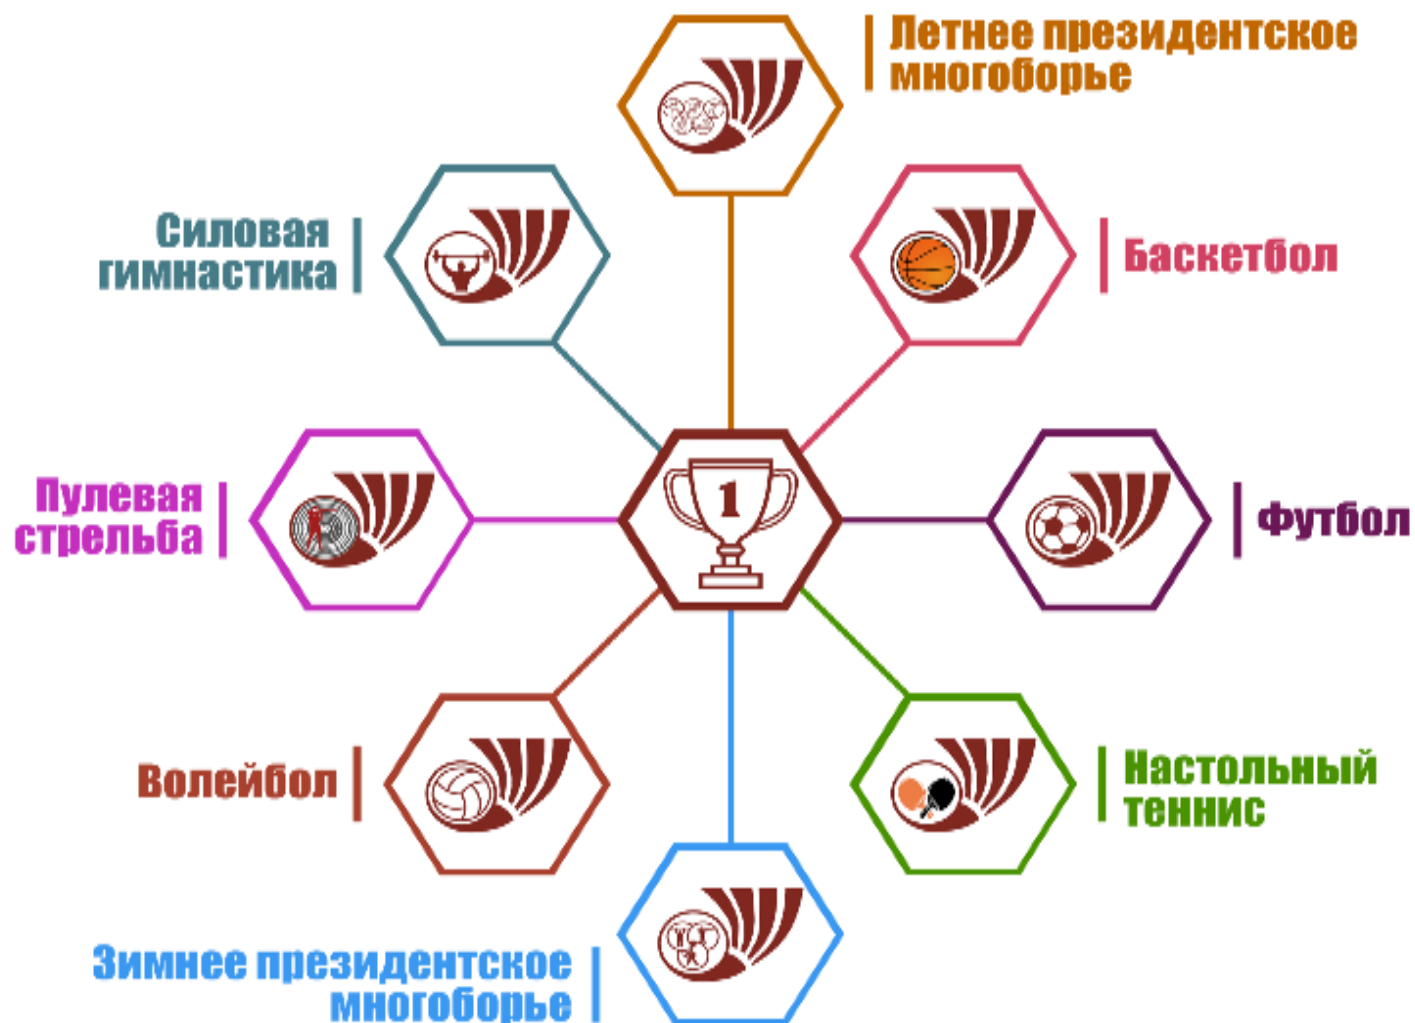 Летнее президентское
многоборье
Силовая
гимнастика
Баскетбол
Пулевая
стрельба
1
Футбол
Волейбол
Настольный
теннис
Зимнее президентское
многоборье